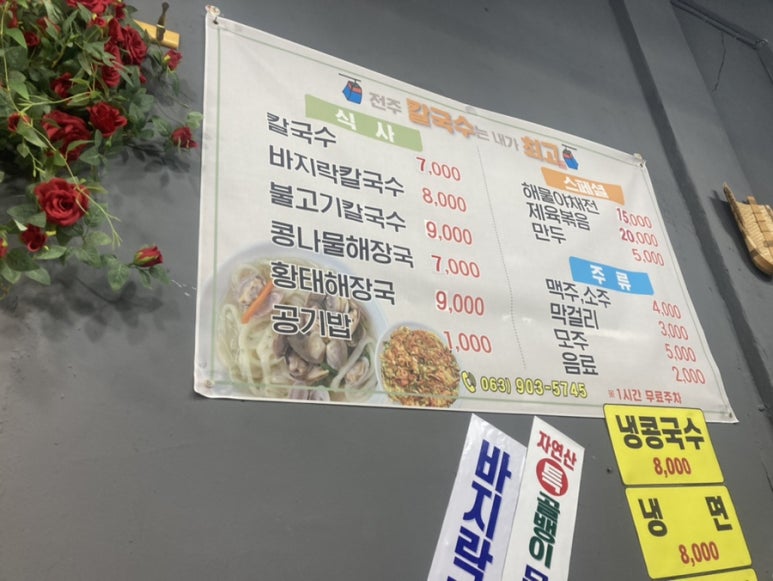 전주 칼국수는 내가 최고
식사
칼국수 7,000
바지락칼국수 8,000
불고기칼국수 9,000
콩나물해장국 7,000
황태해장국 9,000
공기밥 1,000
스페셜
해물야채전 15,000
제육볶음 20,000
만두 5,000
주류
맥주,소주 4,000
막걸리 3,000
모주 5,000
음료 2,000
063) 903-5745
※1시간 무료주차
바지락
자연산
특
골뱅이
냉콩국수
8,000
냉 면
8,000